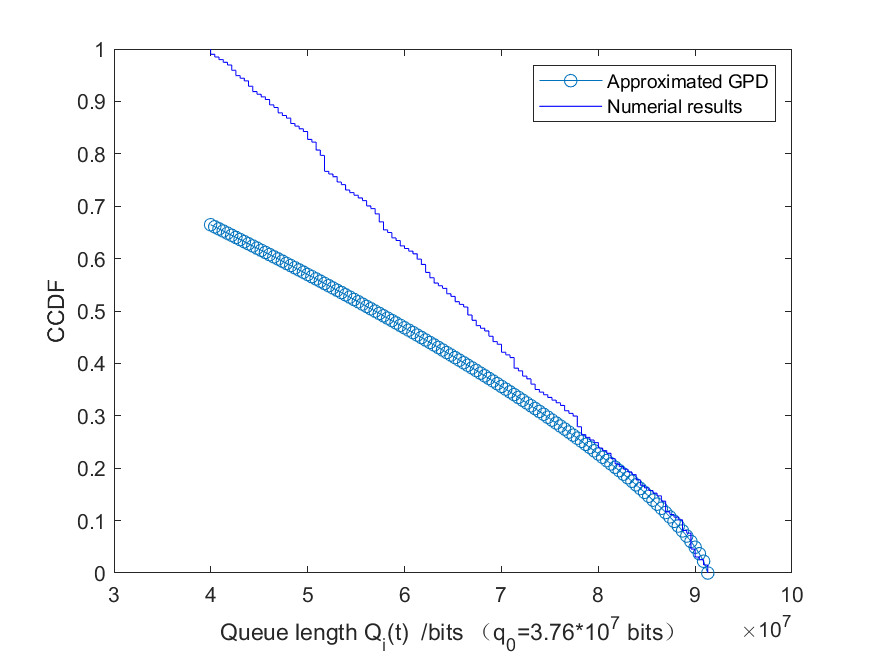 1
0.9
0.8
0.7
0.6
0.5
0.4
0.3
0.2
0.1
0
CCDF
Approximated GPD
Numerial results
3 4 5 6 7 8 9 10
×10^7
Queue length Q_i(t) /bits （q_0=3.76*10^7 bits）